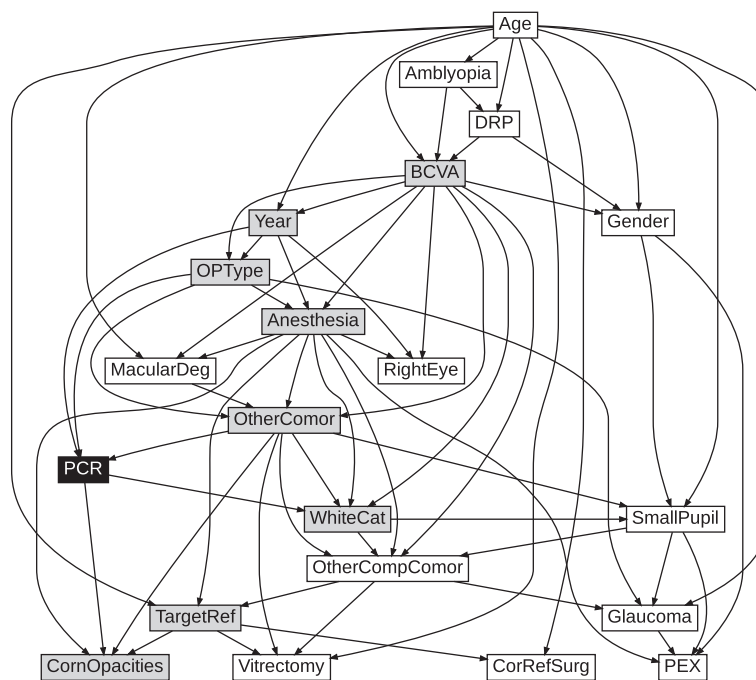 Age
Amblyopia
DRP
BCVA
Year
Gender
OPType
Anesthesia
MacularDeg
RightEye
OtherComor
PCR
WhiteCat
SmallPupil
OtherCompComor
TargetRef
Glaucoma
CornOpacities
Vitrectomy
CorRefSurg
PEX